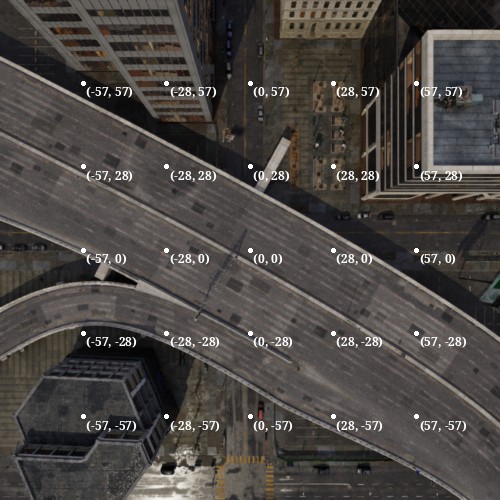 (-57, 57) (-28, 57) (0, 57) (28, 57) (57, 57)
(-57, 28) (-28, 28) (0, 28) (28, 28) (57, 28)
(-57, 0) (-28, 0) (0, 0) (28, 0) (57, 0)
(-57, -28) (-28, -28) (0, -28) (28, -28) (57, -28)
(-57, -57) (-28, -57) (0, -57) (28, -57) (57, -57)